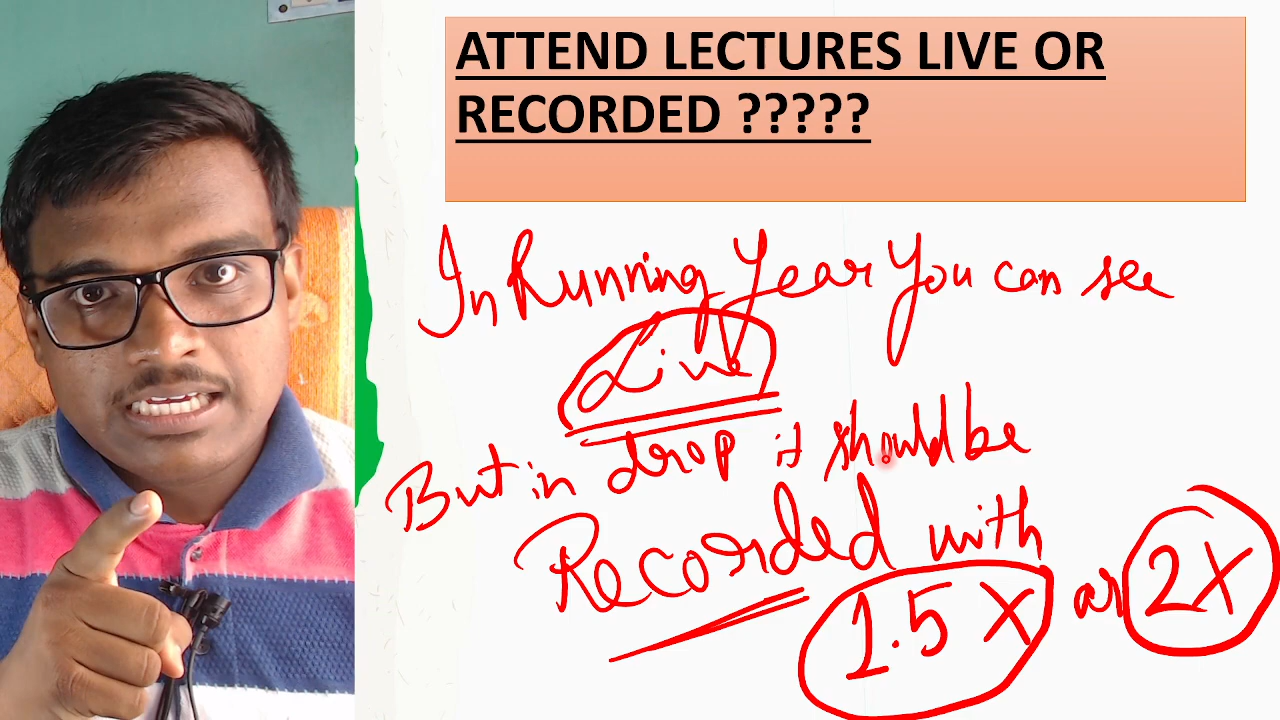 ATTEND LECTURES LIVE OR
RECORDED ?????
In Running Year You can see
Live
But in drop it should be
Recorded with
1.5 X or 2X